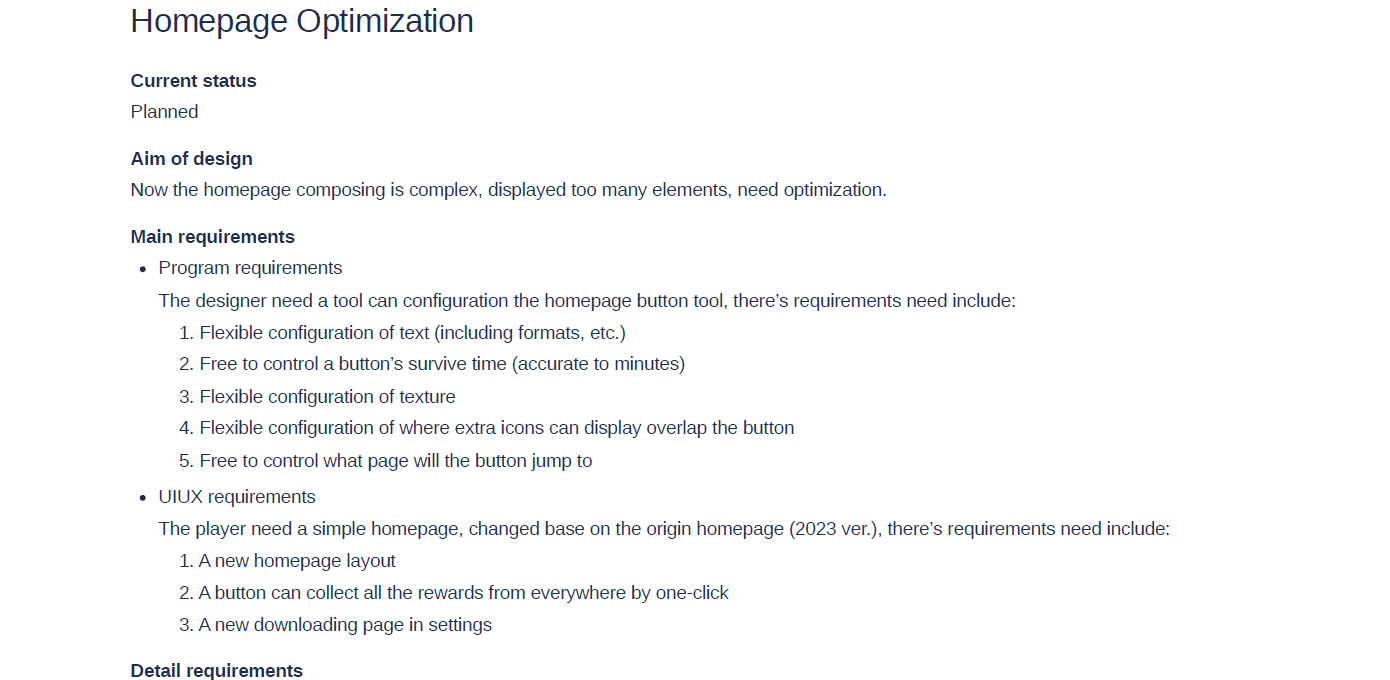 Homepage Optimization
Current status
Planned
Aim of design
Now the homepage composing is complex, displayed too many elements, need optimization.
Main requirements
• Program requirements
The designer need a tool can configuration the homepage button tool, there’s requirements need include:
1. Flexible configuration of text (including formats, etc.)
2. Free to control a button’s survive time (accurate to minutes)
3. Flexible configuration of texture
4. Flexible configuration of where extra icons can display overlap the button
5. Free to control what page will the button jump to
• UIUX requirements
The player need a simple homepage, changed base on the origin homepage (2023 ver.), there’s requirements need include:
1. A new homepage layout
2. A button can collect all the rewards from everywhere by one-click
3. A new downloading page in settings
Detail requirements